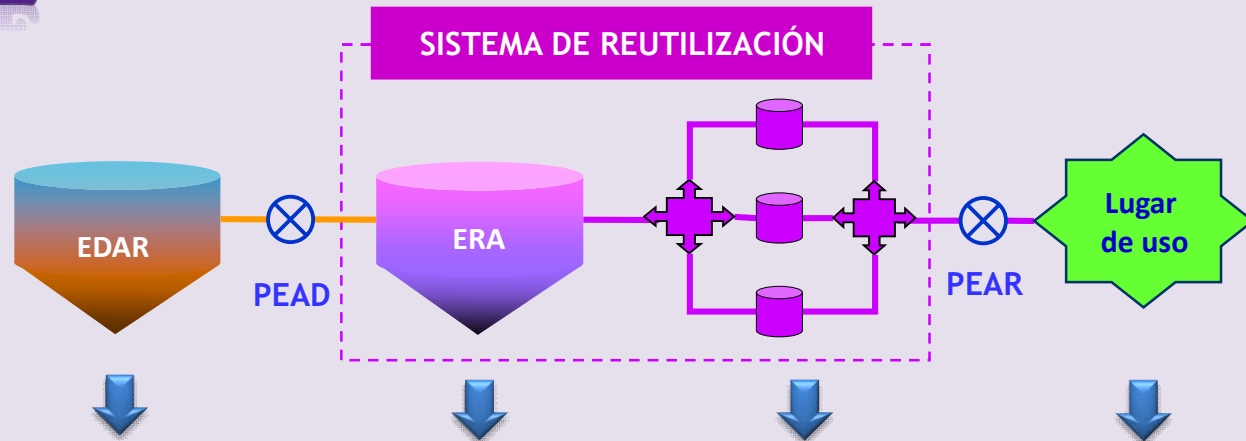 SISTEMA DE REUTILIZACIÓN
EDAR
PEAD
ERA
PEAR
Lugar
de uso